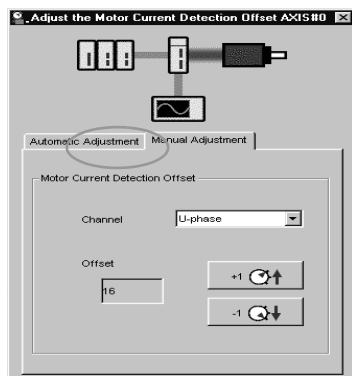 Adjust the Motor Current Detection Offset AXIS#0
Automatic Adjustment
Manual Adjustment
Motor Current Detection Offset
Channel
U-phase
Offset
16
+1
-1